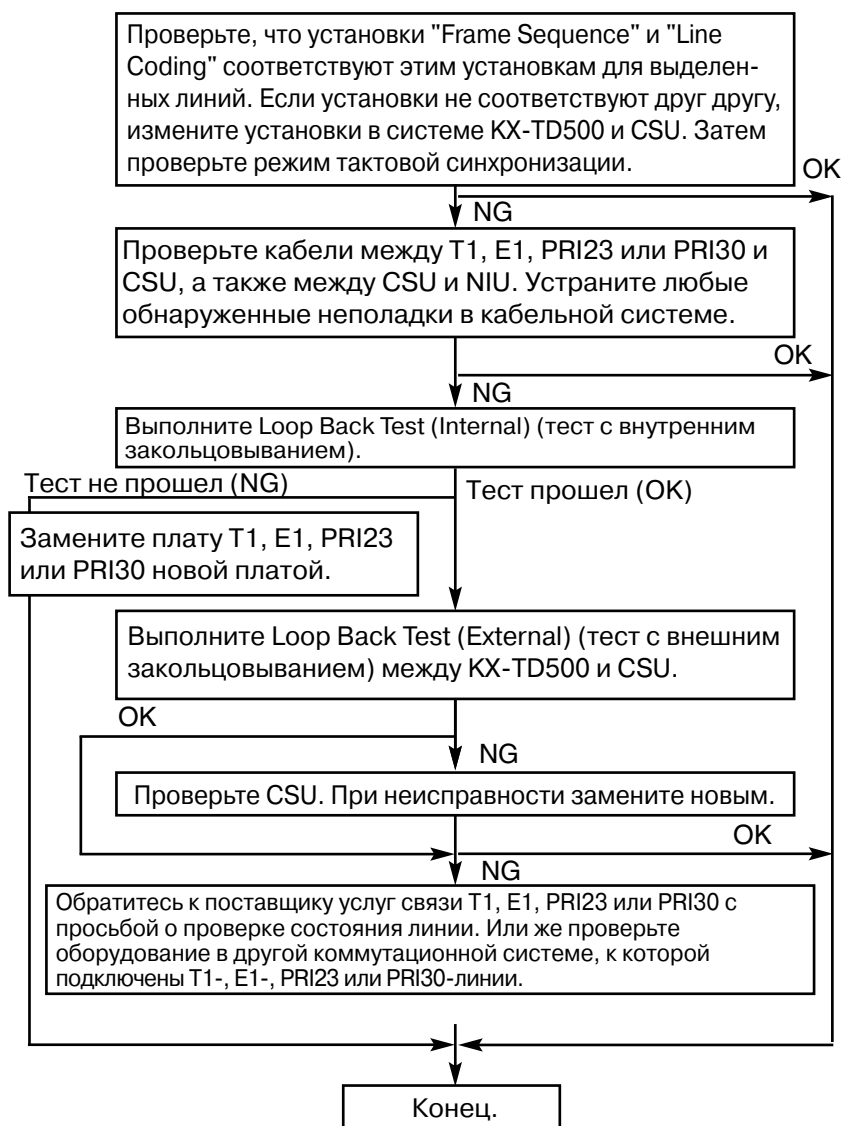 Проверьте, что установки "Frame Sequence" и "Line
Coding" соответствуют этим установкам для выделен-
ных линий. Если установки не соответствуют друг другу,
измените установки в системе KX-TD500 и CSU. Затем
проверьте режим тактовой синхронизации.
OK
NG
Проверьте кабели между T1, E1, PRI23 или PRI30 и
CSU, а также между CSU и NIU. Устраните любые
обнаруженные неполадки в кабельной системе.
OK
NG
Выполните Loop Back Test (Internal) (тест с внутренним
закольцовыванием).
Тест не прошел (NG)
Тест прошел (OK)
Замените плату T1, E1, PRI23
или PRI30 новой платой.
Выполните Loop Back Test (External) (тест с внешним
закольцовыванием) между KX-TD500 и CSU.
OK
NG
Проверьте CSU. При неисправности замените новым.
OK
NG
Обратитесь к поставщику услуг связи T1, E1, PRI23 или PRI30 с
просьбой о проверке состояния линии. Или же проверьте
оборудование в другой коммутационной системе, к которой
подключены T1-, E1-, PRI23 или PRI30-линии.
Конец.